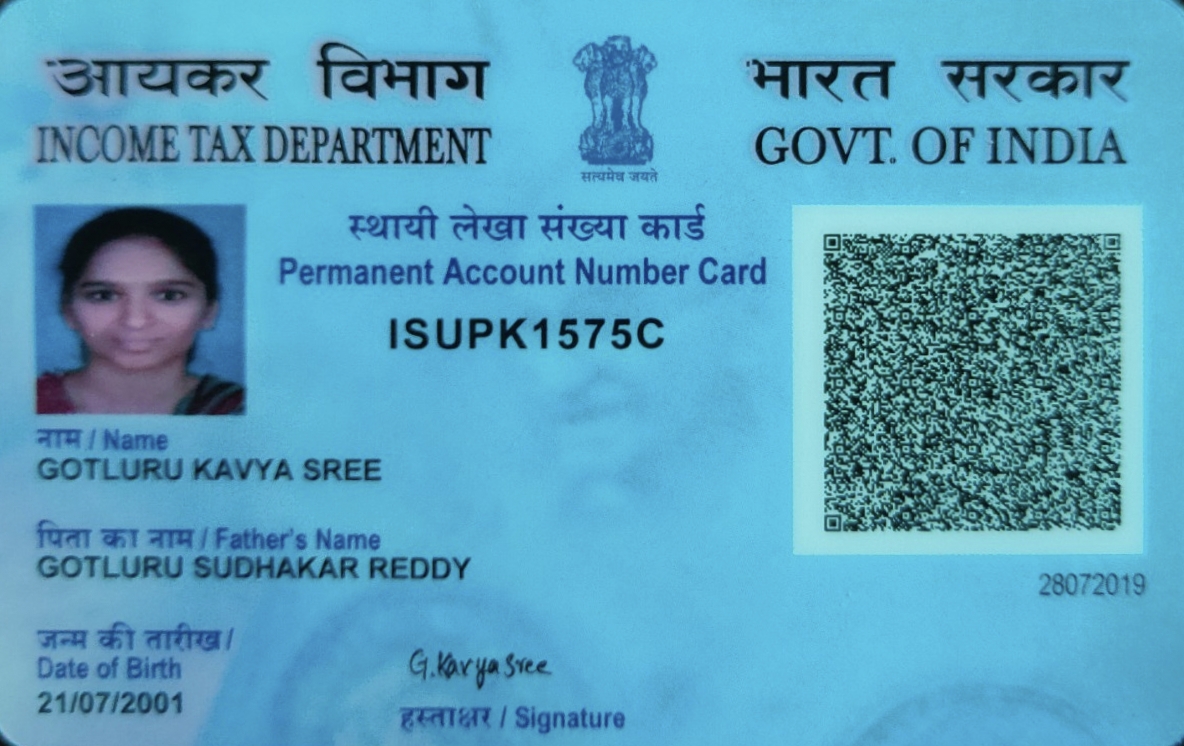 आयकर विभाग
INCOME TAX DEPARTMENT
सत्यमेव जयते
भारत सरकार
GOVT. OF INDIA
स्थायी लेखा संख्या कार्ड
Permanent Account Number Card
ISUPK1575C
नाम / Name
GOTLURU KAVYA SREE
पिता का नाम / Father's Name
GOTLURU SUDHAKAR REDDY
28072019
जन्म की तारीख/
Date of Birth
21/07/2001
G.Kavya Sree
हस्ताक्षर / Signature